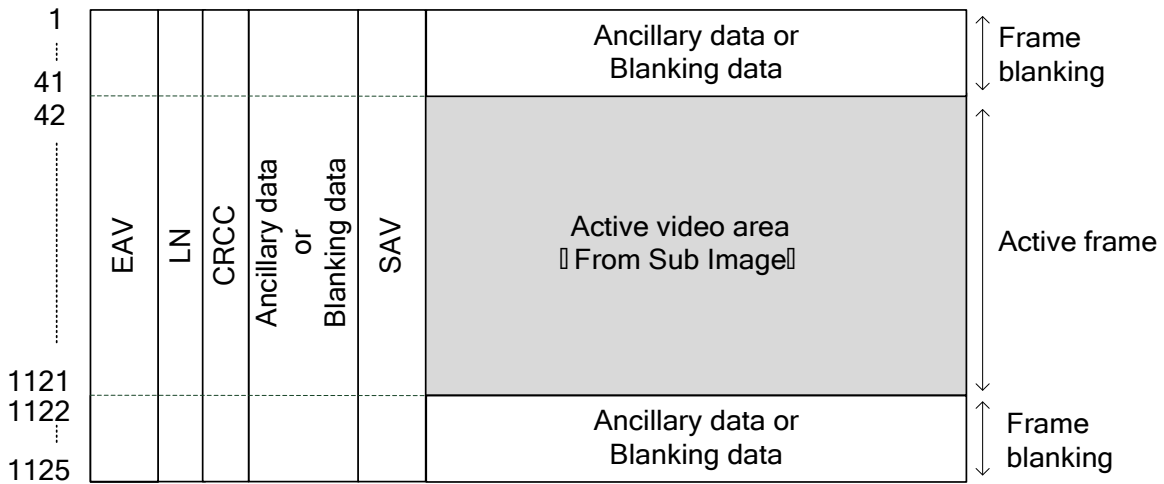 1
41
42
1121
1122
1125
EAV
LN
CRCC
Ancillary data
or
Blanking data
SAV
Ancillary data or
Blanking data
Active video area
▯From Sub Image▯
Ancillary data or
Blanking data
Frame
blanking
Active frame
Frame
blanking